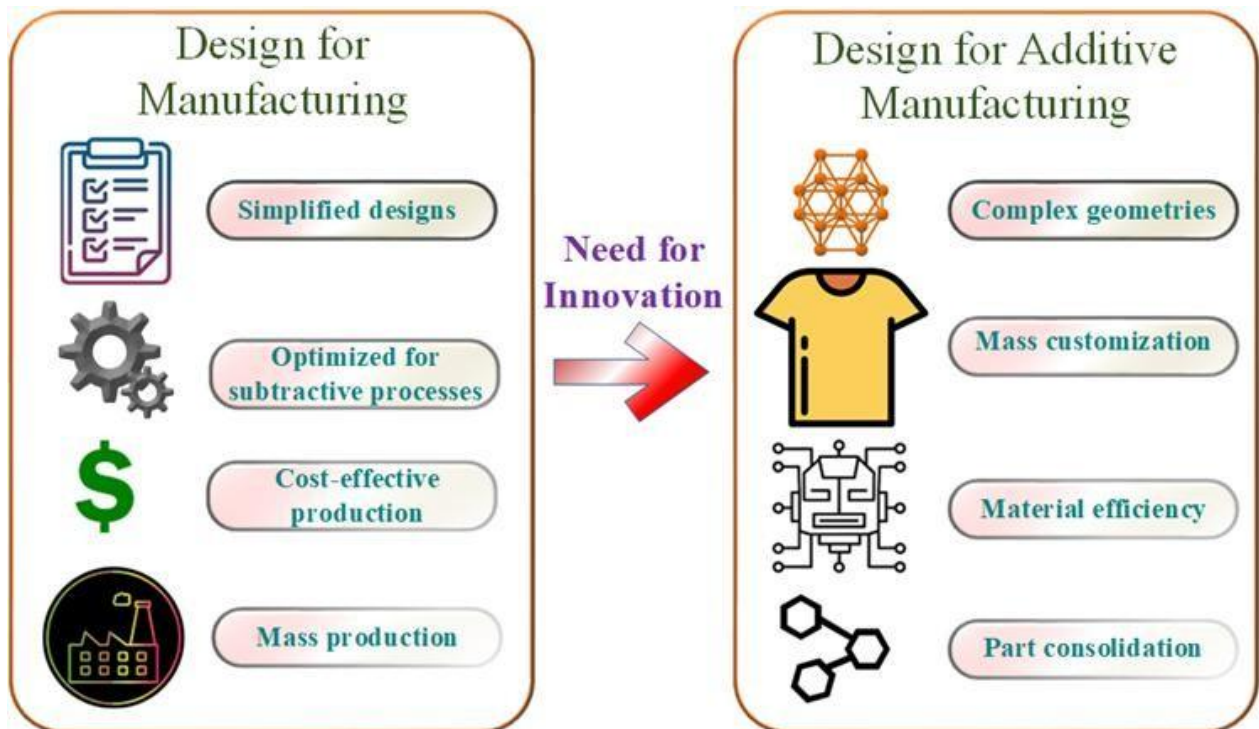 Design for
Manufacturing
Simplified designs
Optimized for
subtractive processes
Cost-effective
production
Mass production
Need for
Innovation
Design for Additive
Manufacturing
Complex geometries
Mass customization
Material efficiency
Part consolidation
$